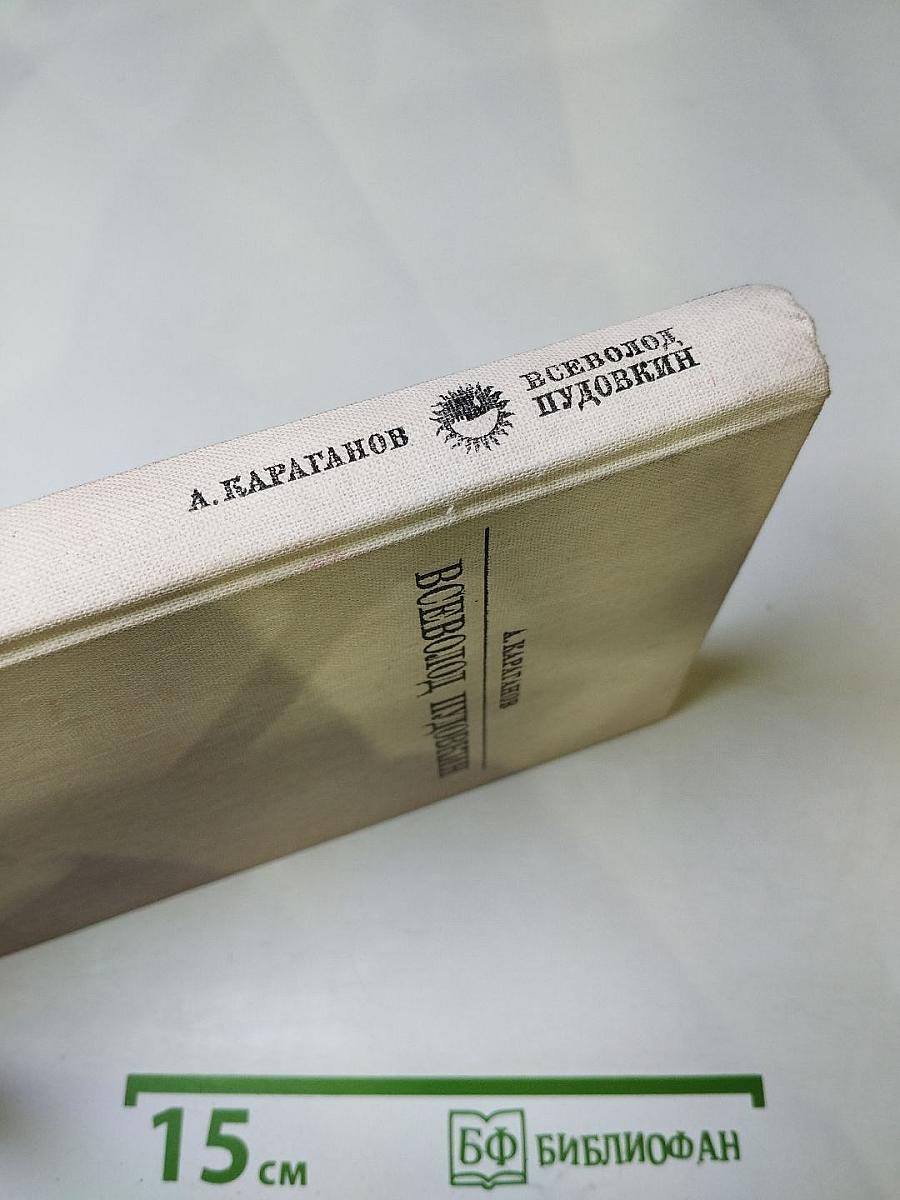 А. КАРАГАНОВ
ВСЕВОЛОД
ПУДОВКИН
А. КАРАГАНОВ
ВСЕВОЛОД ПУДОВКИН
15 см
БФ БИБЛИОФАН